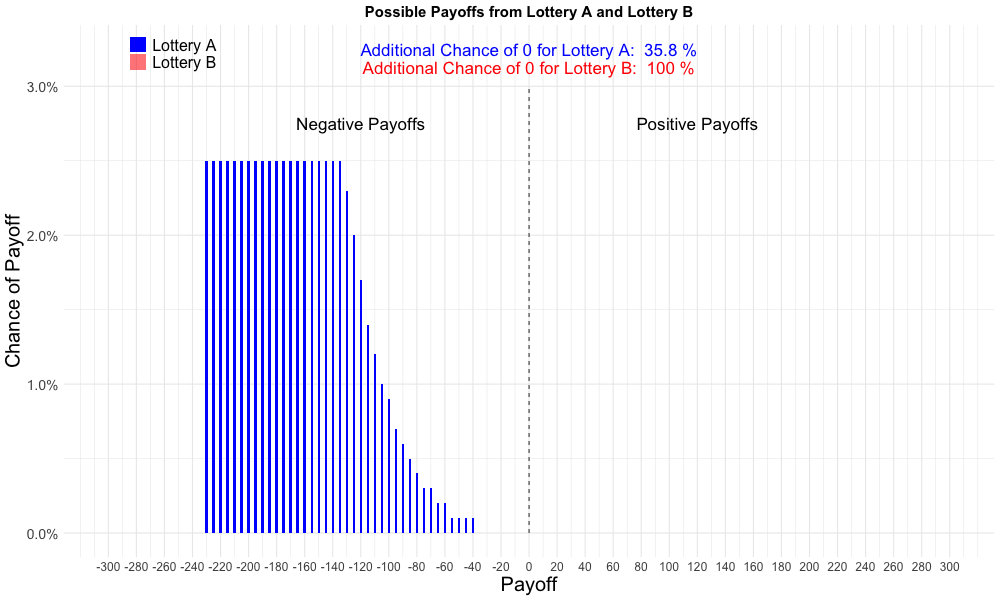 Possible Payoffs from Lottery A and Lottery B
Lottery A
Lottery B
Additional Chance of 0 for Lottery A:  35.8 %
Additional Chance of 0 for Lottery B:  100 %
Negative Payoffs
Positive Payoffs
Chance of Payoff
3.0%
2.0%
1.0%
0.0%
-300 -280 -260 -240 -220 -200 -180 -160 -140 -120 -100 -80 -60 -40 -20 0 20 40 60 80 100 120 140 160 180 200 220 240 260 280 300
Payoff